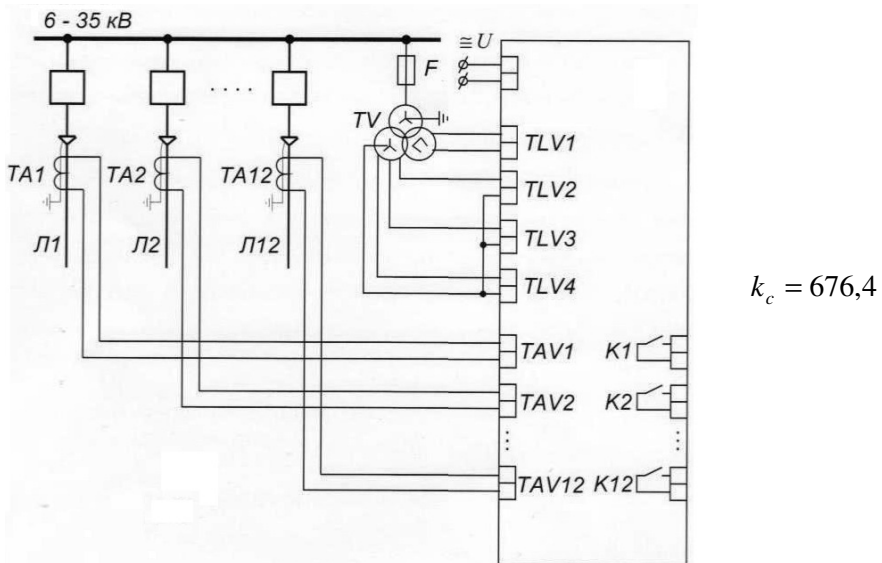 6 - 35 кВ
≅ U
F
TV
TLV1
TA1
TA2
TA12
TLV2
Л1
Л2
Л12
TLV3
TLV4
k_c = 676,4
TAV1
K1
TAV2
K2
TAV12
K12